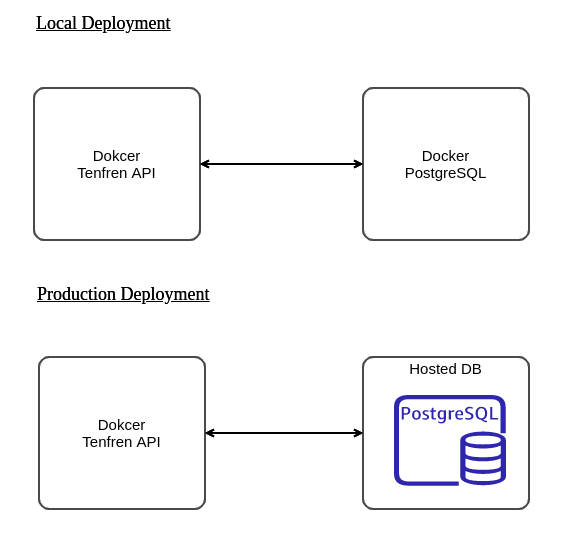 Local Deployment
Dokcer
Tenfren API
Docker
PostgreSQL
Production Deployment
Dokcer
Tenfren API
Hosted DB
PostgreSQL